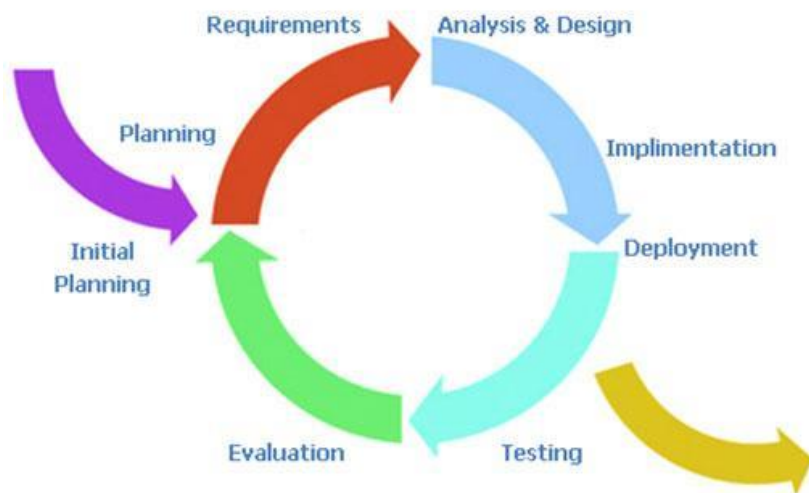 Requirements
Analysis & Design
Planning
Implimentation
Initial
Planning
Deployment
Evaluation
Testing